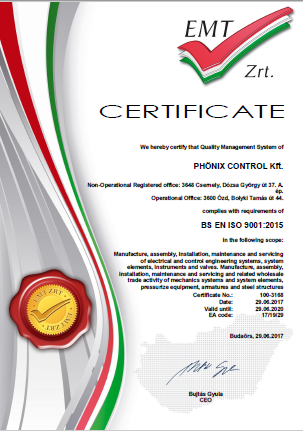 EMT
Zrt.
CERTIFICATE
We hereby certify that Quality Management System of
PHŐNIX CONTROL Kft.
Non-Operational Registered office: 3648 Csernely, Dózsa György út 37. A.
ép.
Operational Office: 3600 Ózd, Bolyki Tamás út 44.
complies with requirements of
BS EN ISO 9001:2015
In the following scope:
Manufacture, assembly, installation, maintenance and servicing
of electrical and control engineering systems, system
elements, instruments and valves. Manufacture, assembly,
installation, maintenance and servicing and related wholesale
trade activity of mechanics systems and system elements,
pressurize equipment, armatures and steel structures
Certificate No.: 100-3168
Date: 29.06.2017
Valid until: 29.06.2020
EA code: 17/19/29
EMT ZRT.
EMT ZRT.
Budaörs, 29.06.2017
Bujtás Gyula
CEO